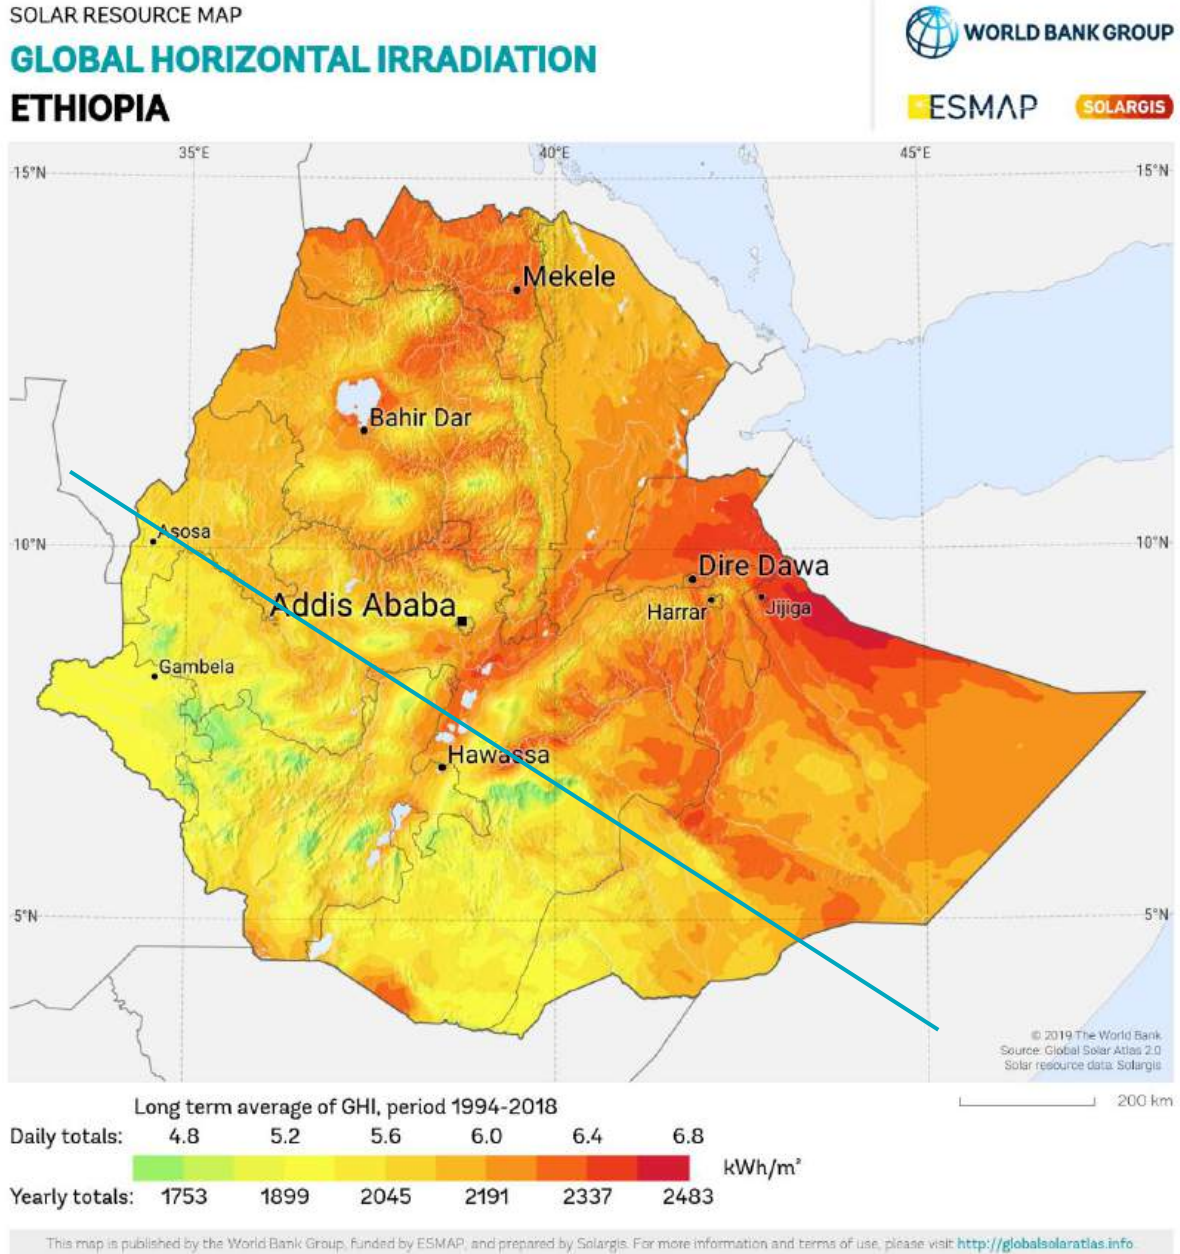 SOLAR RESOURCE MAP
GLOBAL HORIZONTAL IRRADIATION
ETHIOPIA
WORLD BANK GROUP
ESMAP
SOLARGIS
35°E 40°E 45°E
15°N 15°N
Mekele
Bahir Dar
Asosa
10°N 10°N
Dire Dawa
Addis Ababa
Harrar
Jijiga
Gambela
Hawassa
5°N 5°N
© 2019 The World Bank
Source: Global Solar Atlas 2.0
Solar resource data: Solargis
200 km
Long term average of GHI, period 1994-2018
Daily totals: 4.8 5.2 5.6 6.0 6.4 6.8
kWh/m²
Yearly totals: 1753 1899 2045 2191 2337 2483
This map is published by the World Bank Group, funded by ESMAP, and prepared by Solargis. For more information and terms of use, please visit http://globalsolaratlas.info.